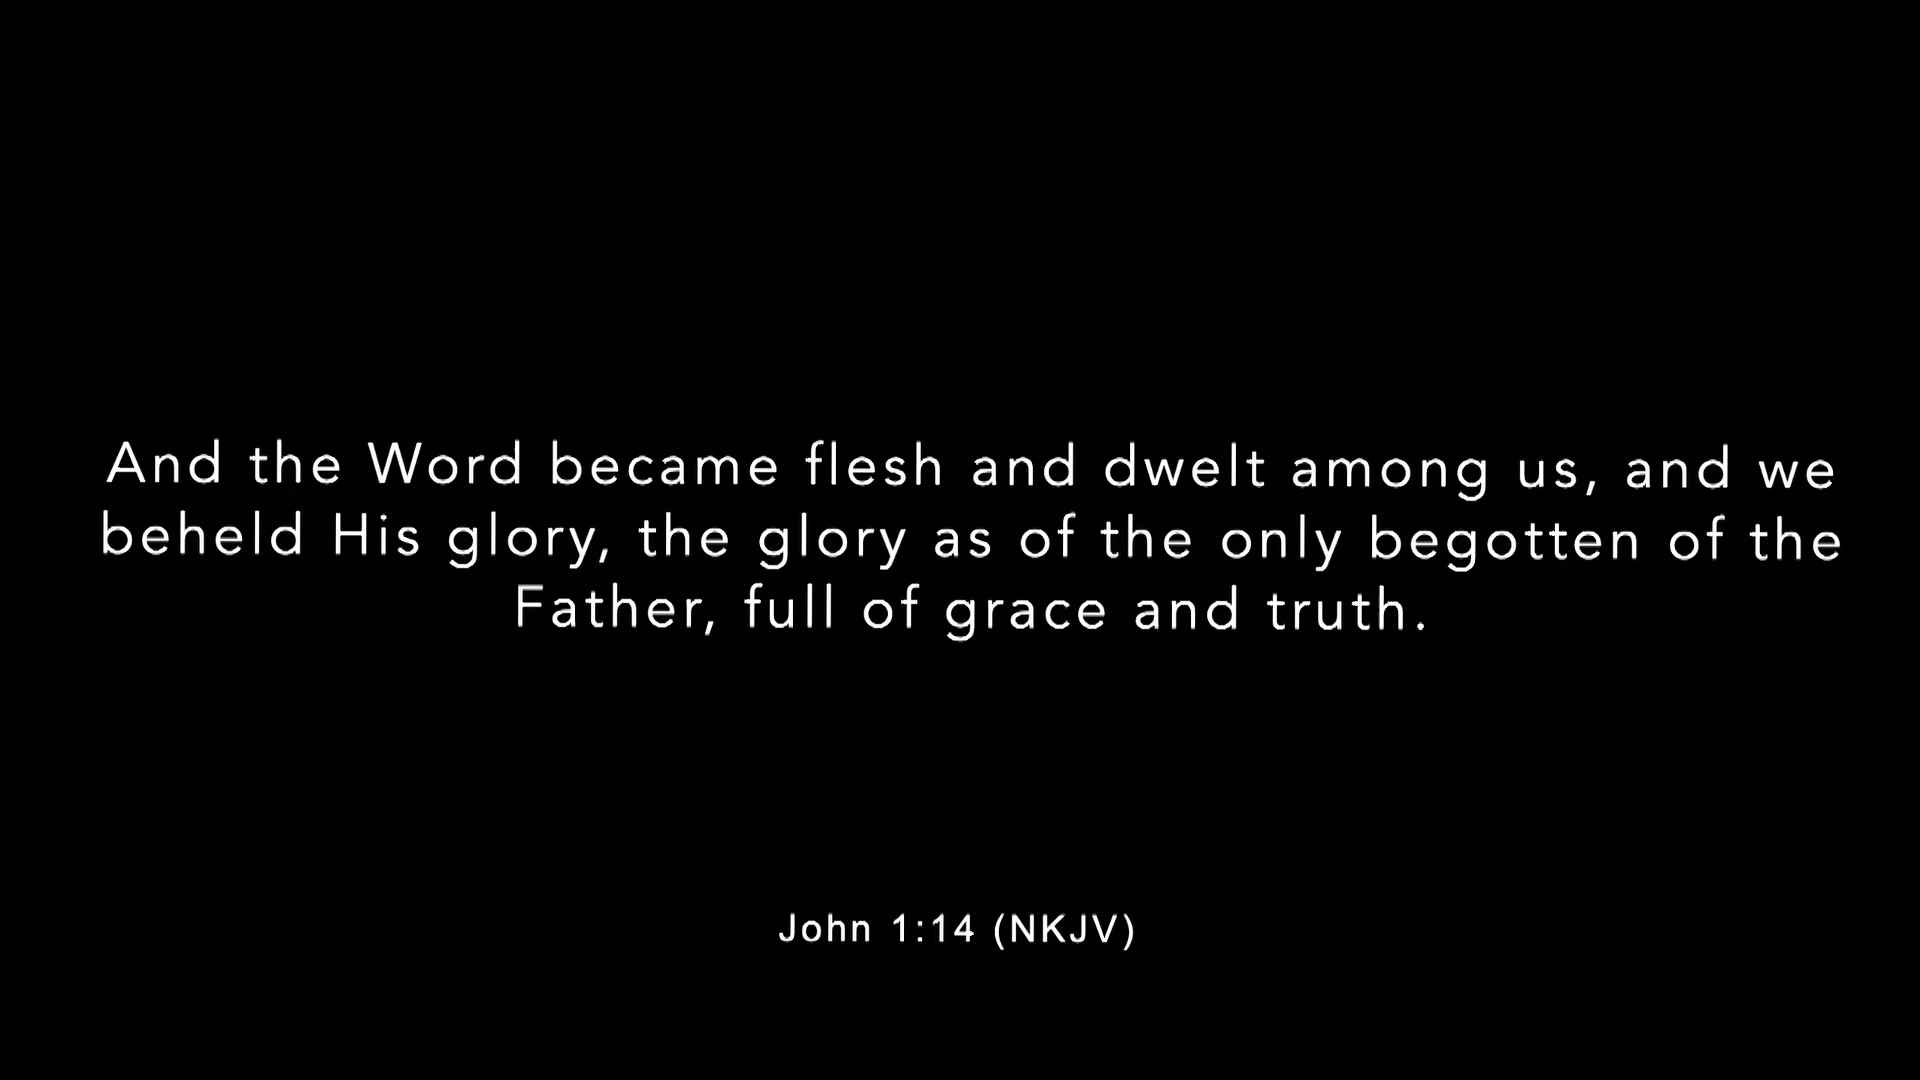 And the Word became flesh and dwelt among us, and we
beheld His glory, the glory as of the only begotten of the
Father, full of grace and truth.
John 1:14 (NKJV)